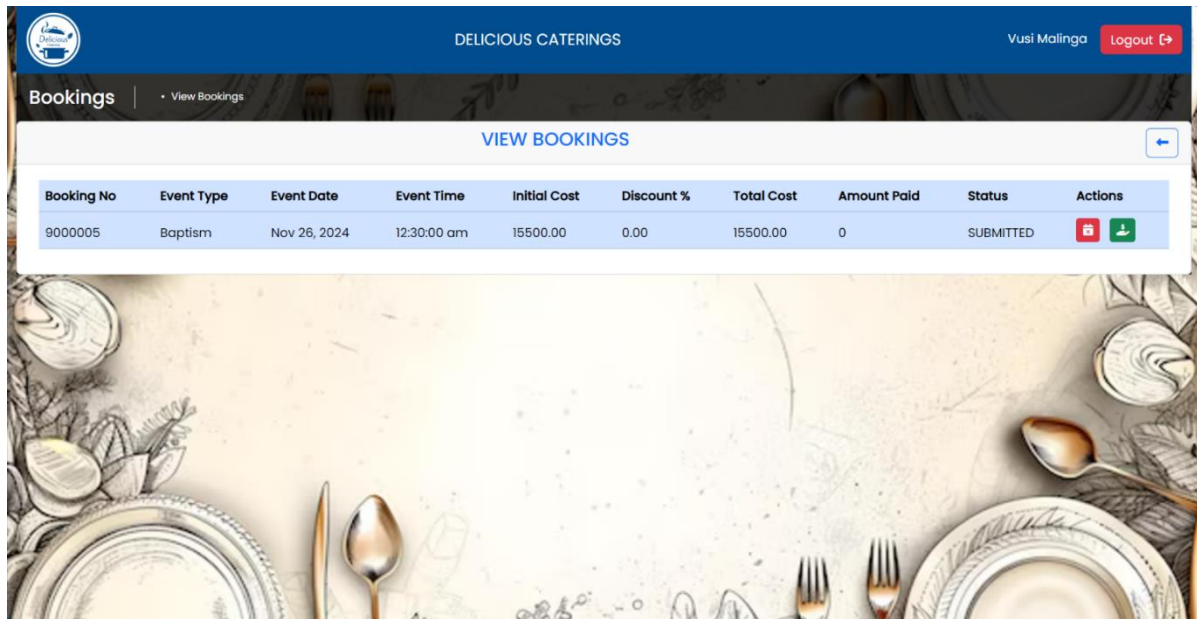 Delicious
DELICIOUS CATERINGS
Vusi Malinga
Logout
Bookings
• View Bookings
VIEW BOOKINGS
Booking No Event Type Event Date Event Time Initial Cost Discount % Total Cost Amount Paid Status Actions
9000005 Baptism Nov 26, 2024 12:30:00 am 15500.00 0.00 15500.00 0 SUBMITTED